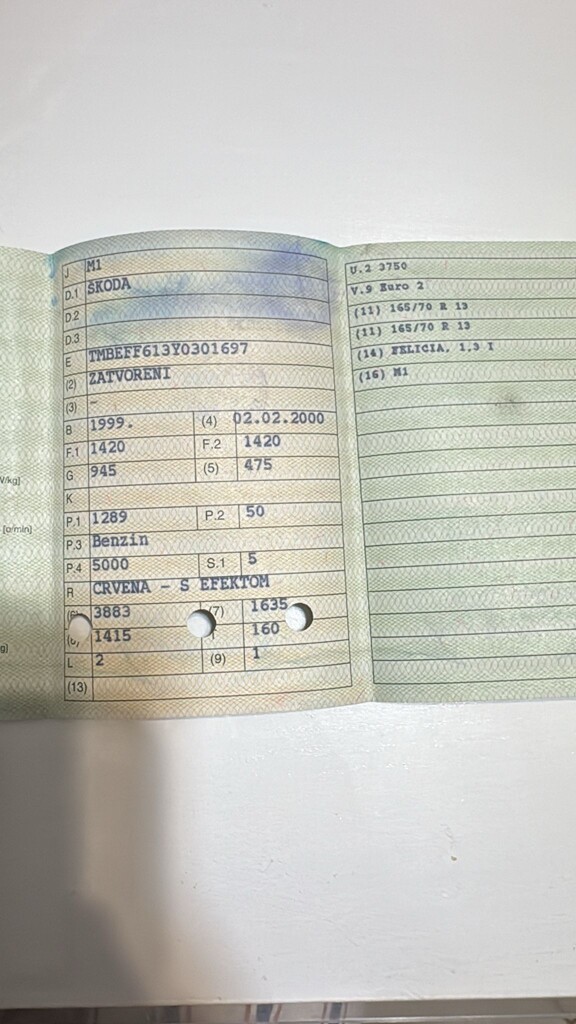 J M1
D.1 ŠKODA
D.2
D.3
E TMBEFF613Y0301697
(2) ZATVORENI
(3) -
B 1999. (4) 02.02.2000
F.1 1420 F.2 1420
G 945 (5) 475
K
P.1 1289 P.2 50
P.3 Benzin
P.4 5000 S.1 5
R CRVENA - S EFEKTOM
3883 (7) 1635
1415 160
L 2 (9) 1
(13)
U.2 3750
V.9 Euro 2
(11) 165/70 R 13
(11) 165/70 R 13
(14) FELICIA, 1,3 I
(16) M1
/kg]
[o/min]
g]